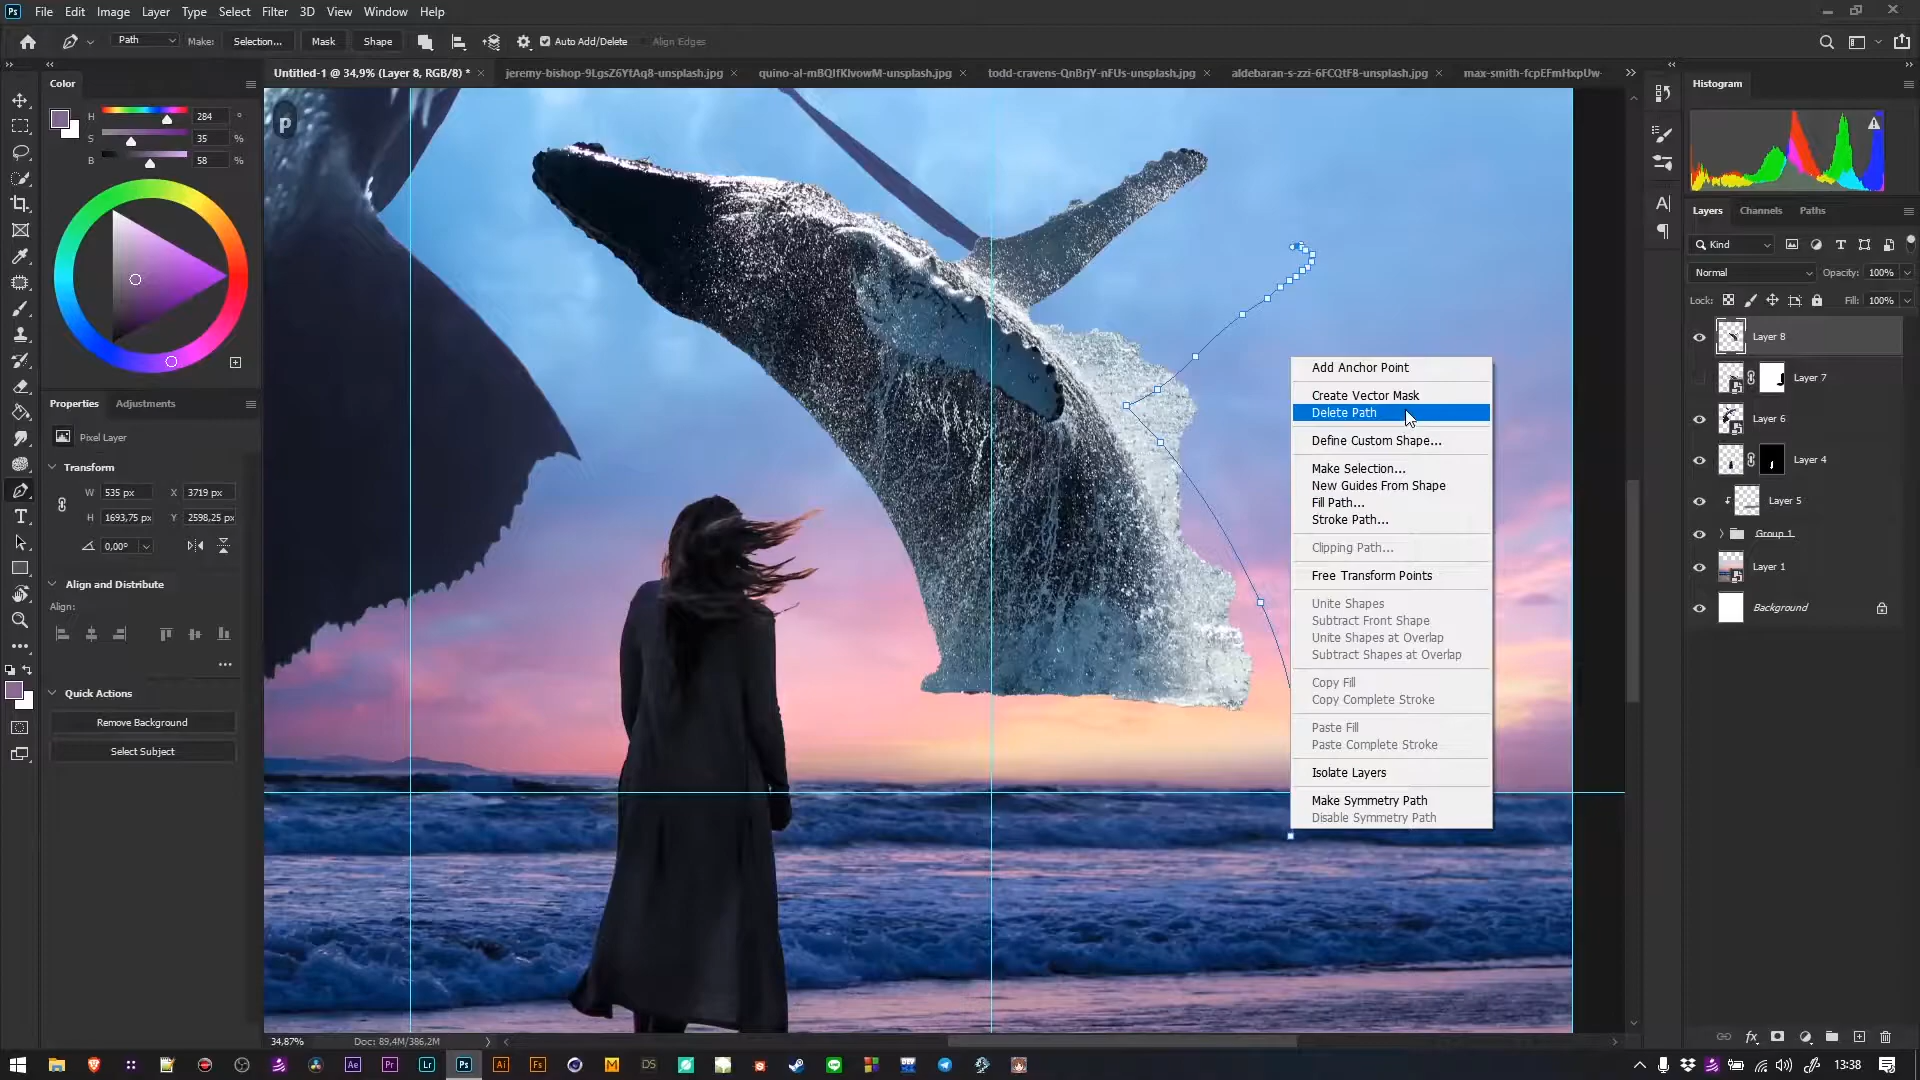 Ps File Edit Image Layer Type Select Filter 3D View Window Help
Path Make: Selection... Mask Shape Auto Add/Delete Align Edges
Untitled-1 @ 34,9% (Layer 8, RGB/8) * × jeremy-bishop-9LgsZ6YtAq8-unsplash.jpg × quino-al-mBQIfKlvowM-unsplash.jpg × todd-cravens-QnBrjY-nFUs-unsplash.jpg × aldebaran-s-zzi-6FCQtF8-unsplash.jpg × max-smith-fcpEFmHxpUw-
Color
H 284 °
S 35 %
B 58 %
Properties Adjustments
Pixel Layer
Transform
W 535 px X 3719 px
H 1693,75 px Y 2598,25 px
0,00°
Align and Distribute
Align:
Quick Actions
Remove Background
Select Subject
p
Add Anchor Point
Create Vector Mask
Delete Path
Define Custom Shape...
Make Selection...
New Guides From Shape
Fill Path...
Stroke Path...
Clipping Path...
Free Transform Points
Unite Shapes
Subtract Front Shape
Unite Shapes at Overlap
Subtract Shapes at Overlap
Copy Fill
Copy Complete Stroke
Paste Fill
Paste Complete Stroke
Isolate Layers
Make Symmetry Path
Disable Symmetry Path
Histogram
Layers Channels Paths
Kind
Normal Opacity: 100%
Lock: Fill: 100%
Layer 8
Layer 7
Layer 6
Layer 4
Layer 5
Group 1
Layer 1
Background
34,87% Doc: 89,4M/386,2M
Ae Pr Lr Ps Ai Fs M DS 13:38